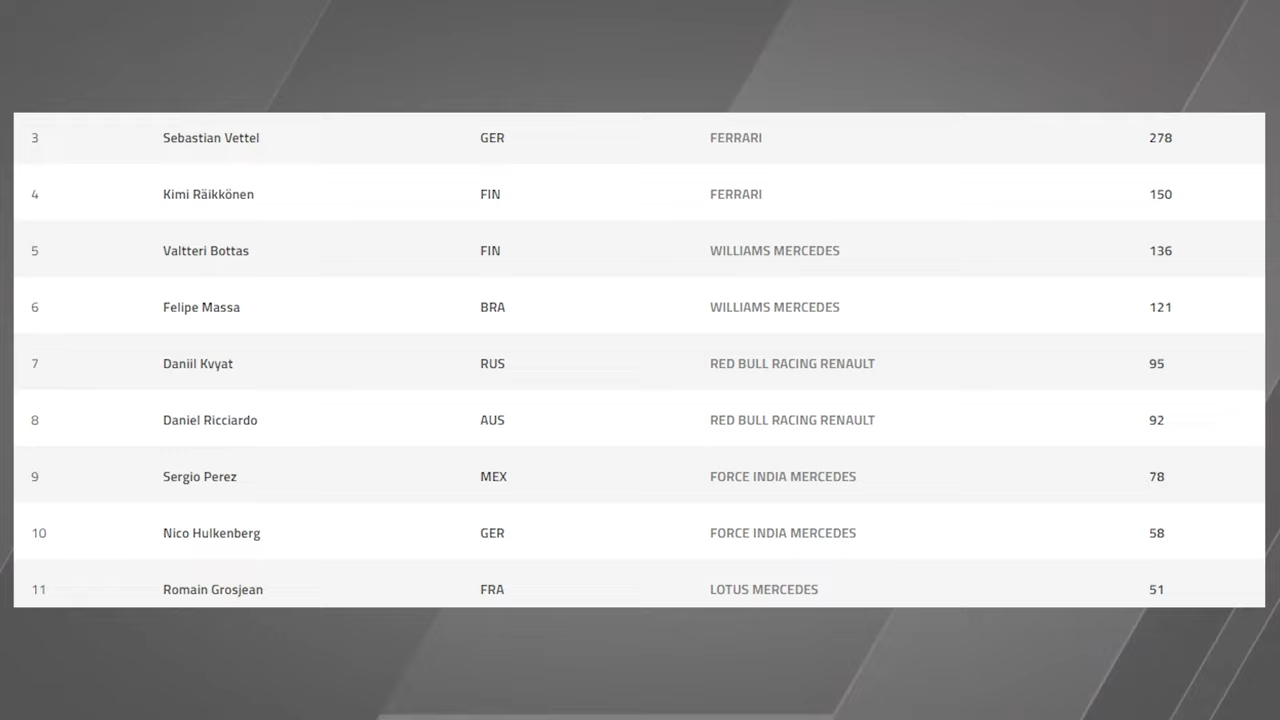 3 Sebastian Vettel GER FERRARI 278
4 Kimi Räikkönen FIN FERRARI 150
5 Valtteri Bottas FIN WILLIAMS MERCEDES 136
6 Felipe Massa BRA WILLIAMS MERCEDES 121
7 Daniil Kvyat RUS RED BULL RACING RENAULT 95
8 Daniel Ricciardo AUS RED BULL RACING RENAULT 92
9 Sergio Perez MEX FORCE INDIA MERCEDES 78
10 Nico Hulkenberg GER FORCE INDIA MERCEDES 58
11 Romain Grosjean FRA LOTUS MERCEDES 51